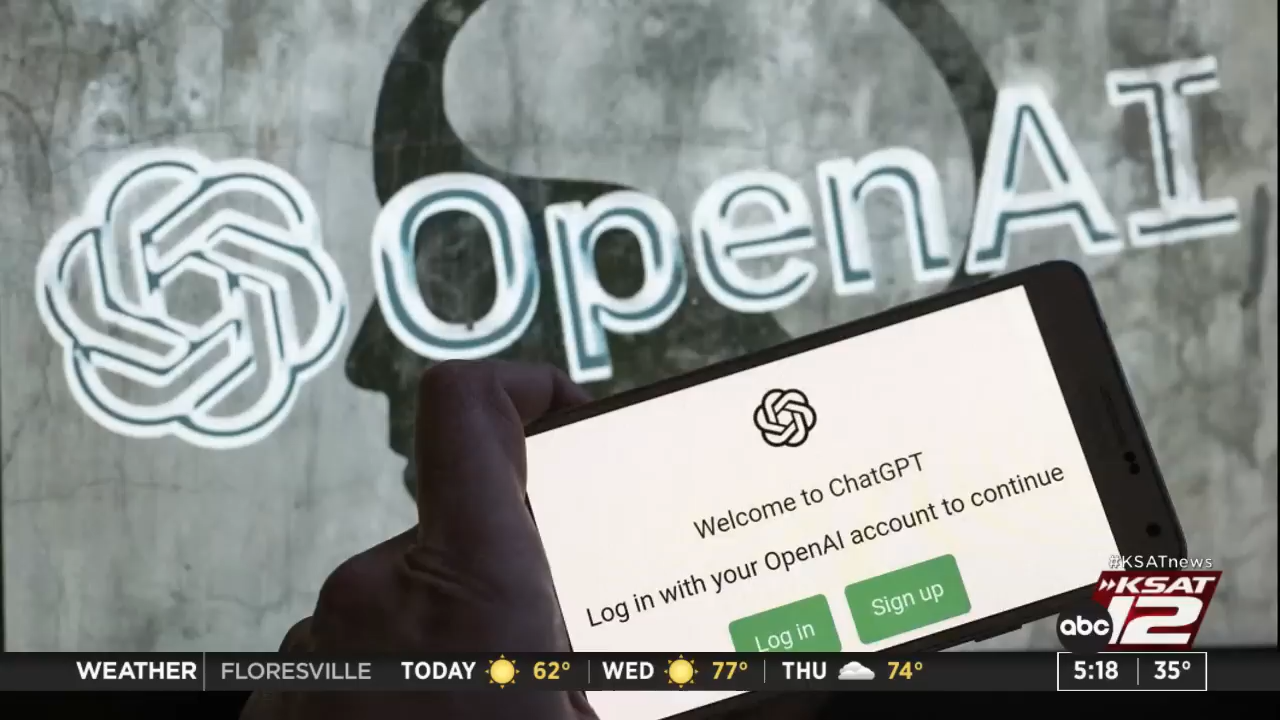 OpenAI
Welcome to ChatGPT
Log in with your OpenAI account to continue
Log in
Sign up
#KSATnews
KSAT
abc 12
WEATHER FLORESVILLE TODAY 62° WED 77° THU 74° 5:18 35°